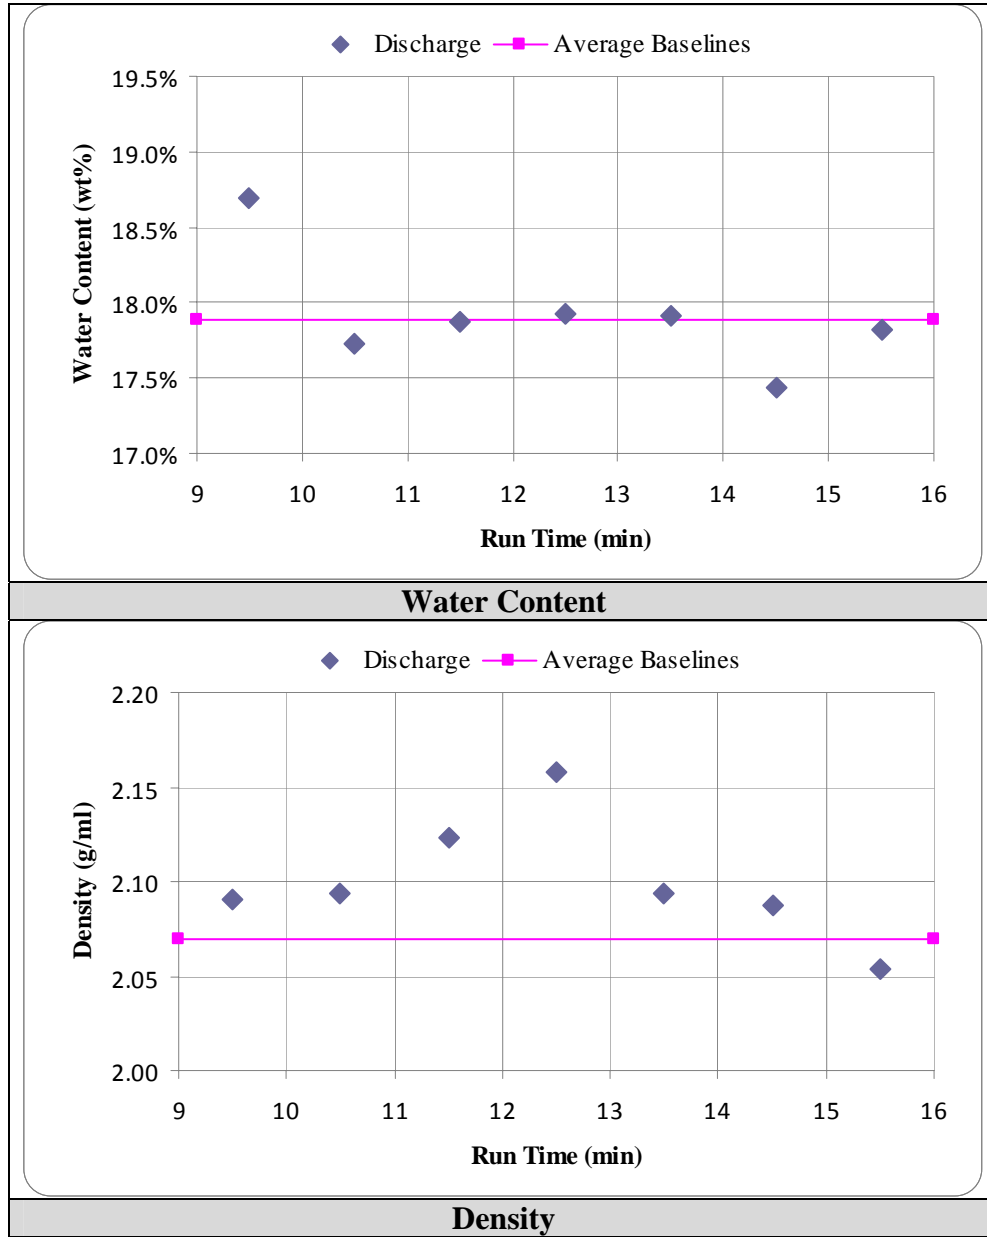 Discharge Average Baselines
19.5%
19.0%
18.5%
18.0%
17.5%
17.0%
Water Content (wt%)
9 10 11 12 13 14 15 16
Run Time (min)
Water Content
Discharge Average Baselines
2.20
2.15
2.10
2.05
2.00
Density (g/ml)
9 10 11 12 13 14 15 16
Run Time (min)
Density